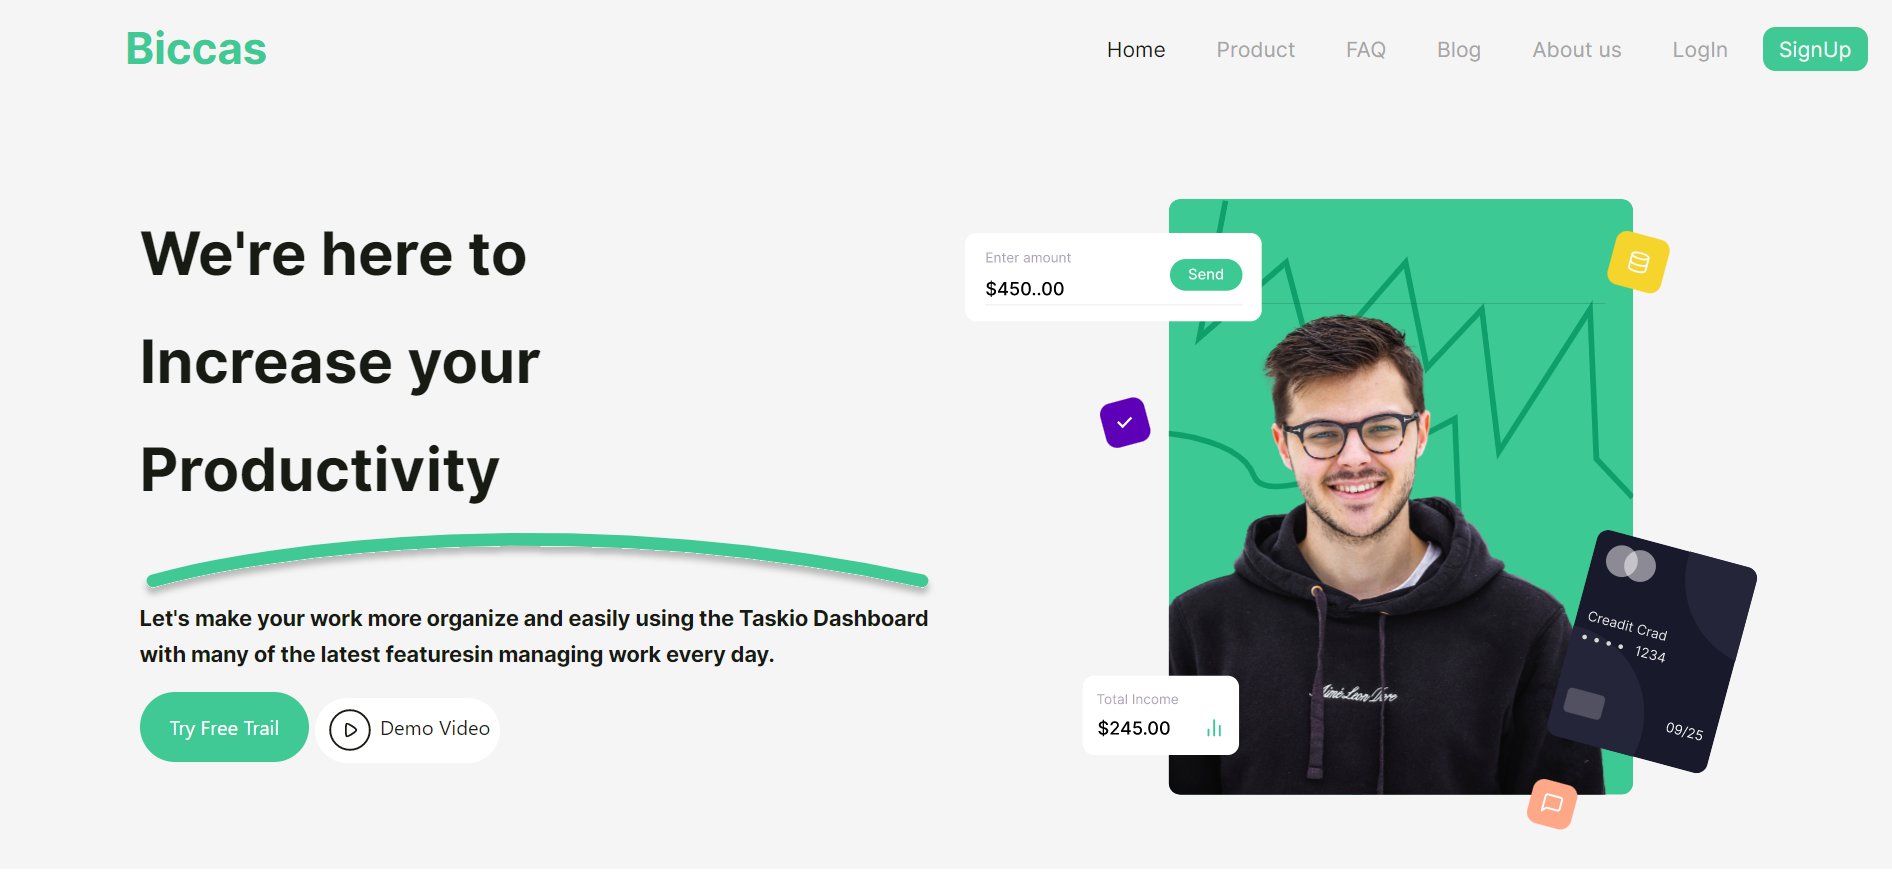 Biccas
Home Product FAQ Blog About us LogIn SignUp
We're here to
Increase your
Productivity
Let's make your work more organize and easily using the Taskio Dashboard
with many of the latest featuresin managing work every day.
Try Free Trail
Demo Video
Enter amount
$450..00
Send
Creadit Crad
•••• 1234
09/25
Aimé Leon Dore
Total Income
$245.00